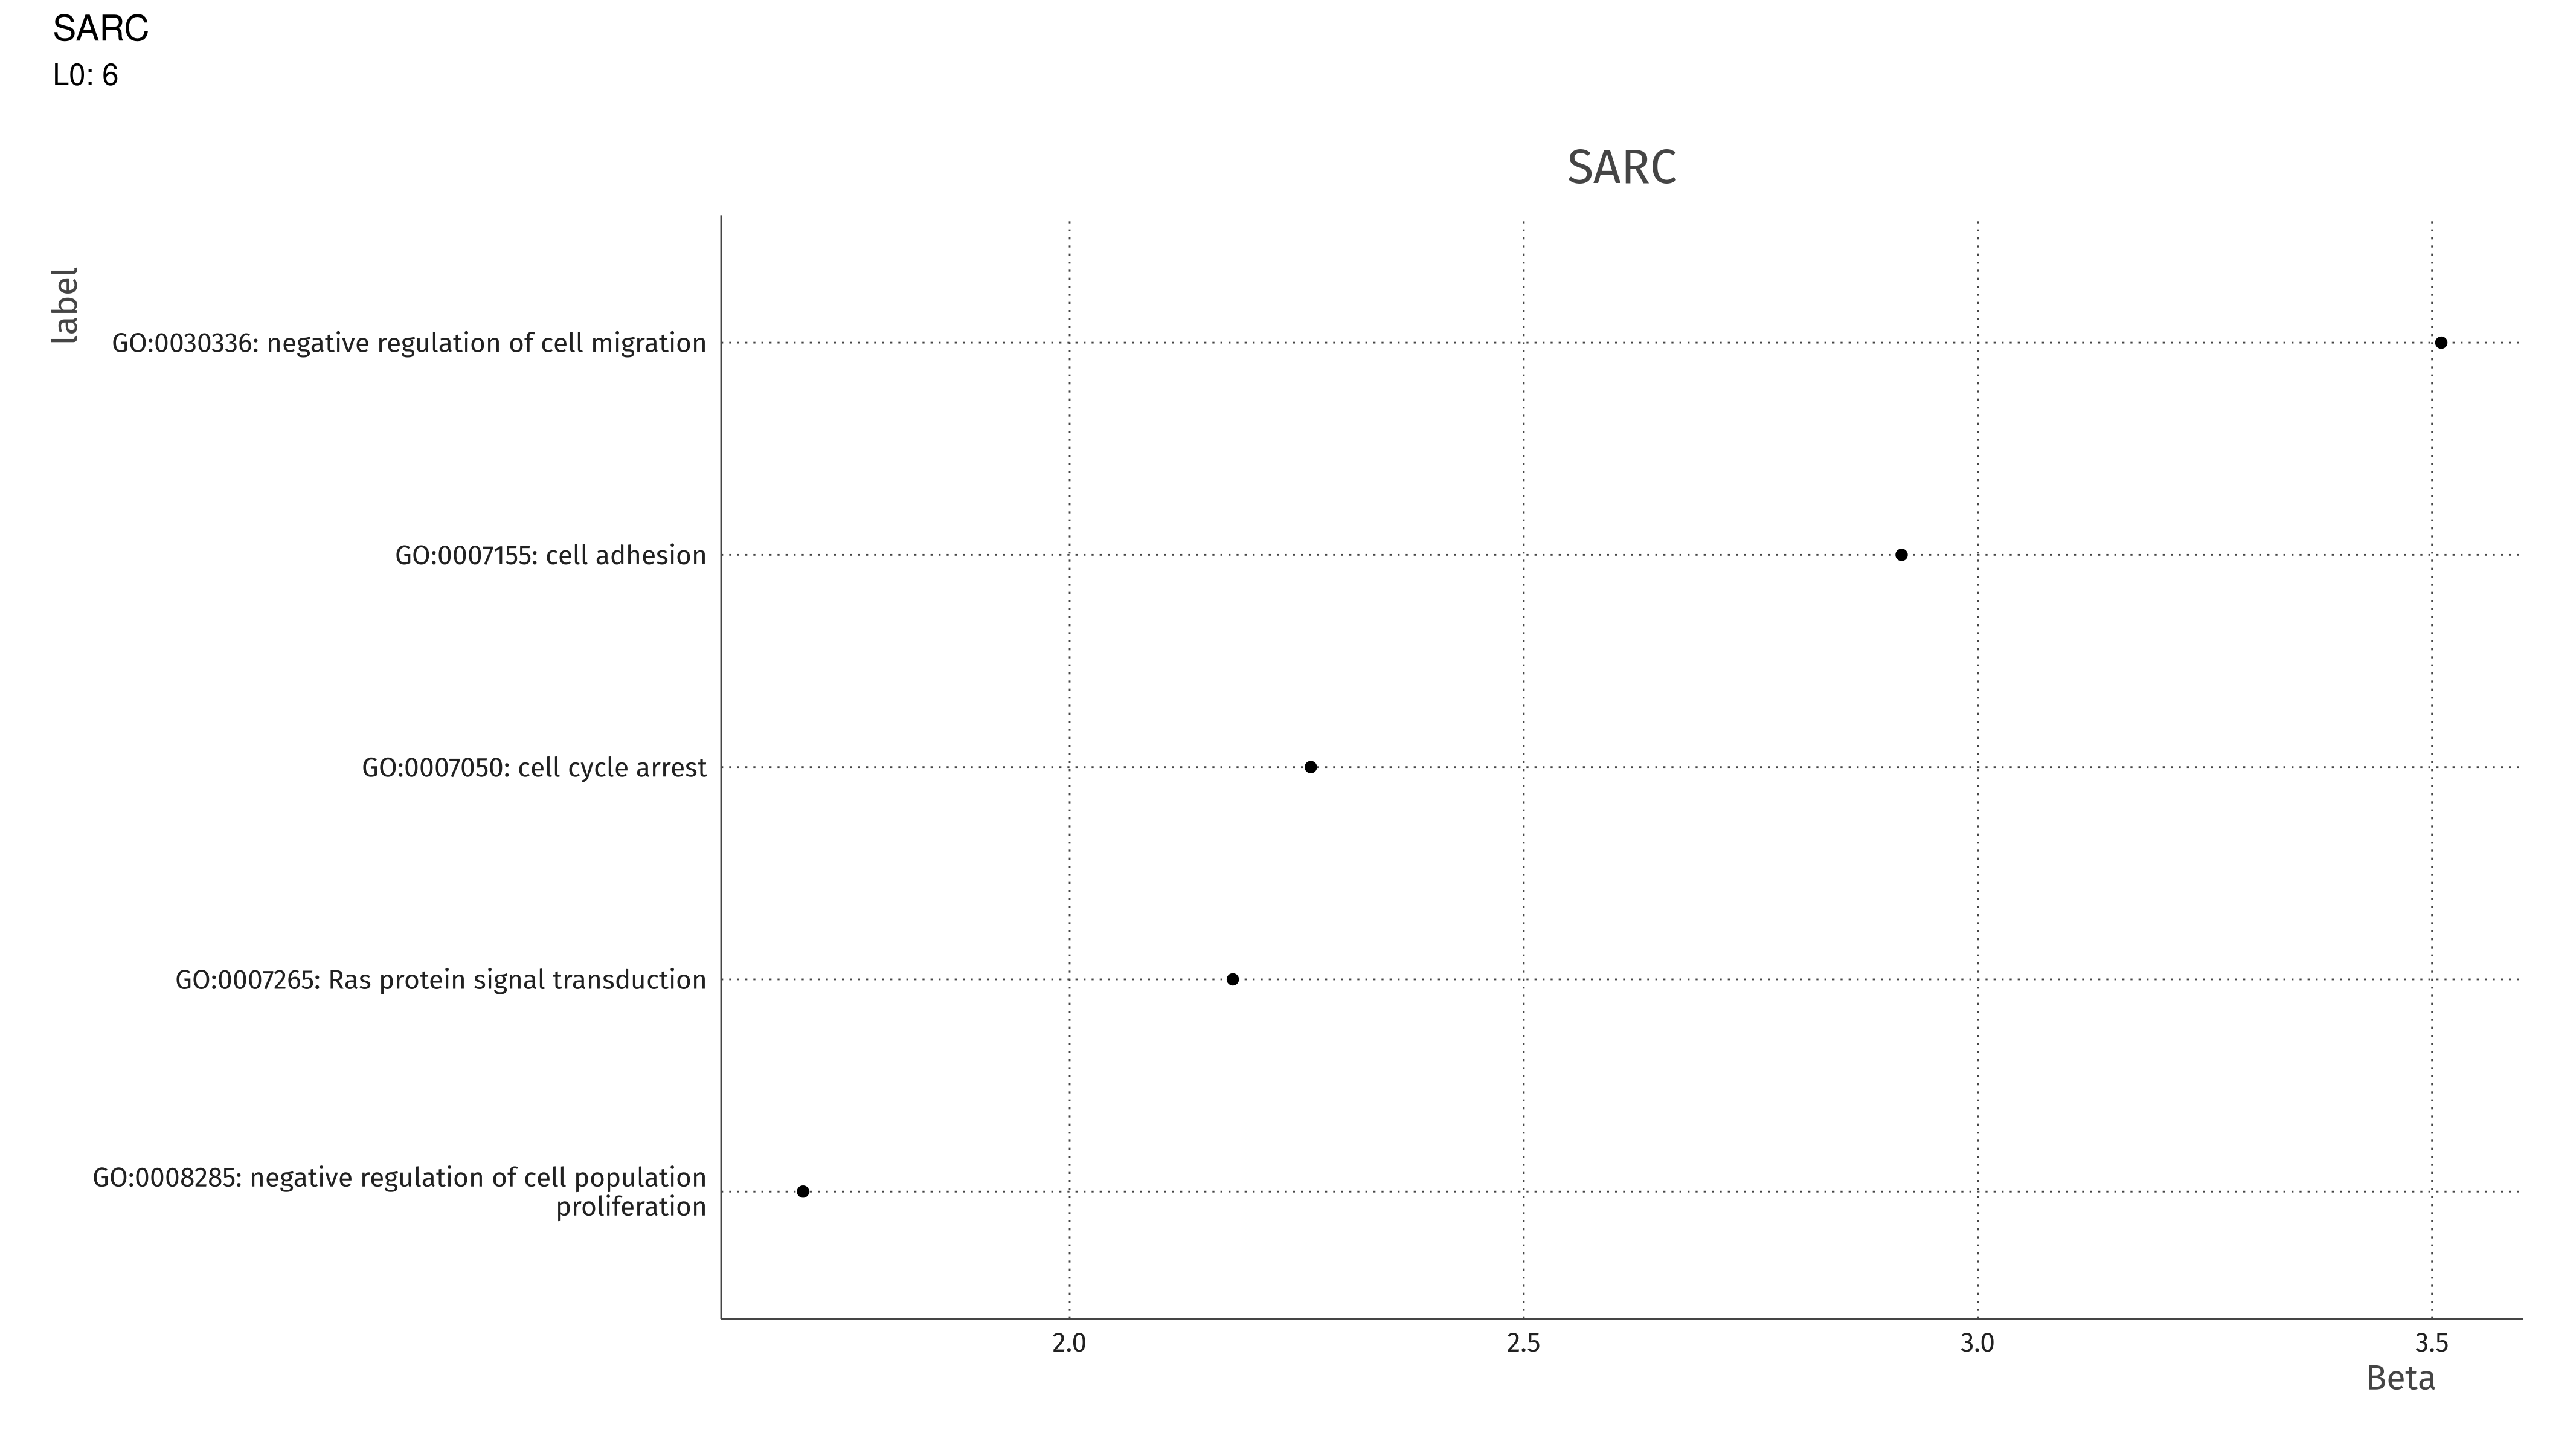 SARC
L0: 6
SARC
label
GO:0030336: negative regulation of cell migration
GO:0007155: cell adhesion
GO:0007050: cell cycle arrest
GO:0007265: Ras protein signal transduction
GO:0008285: negative regulation of cell population
proliferation
2.0 2.5 3.0 3.5
Beta